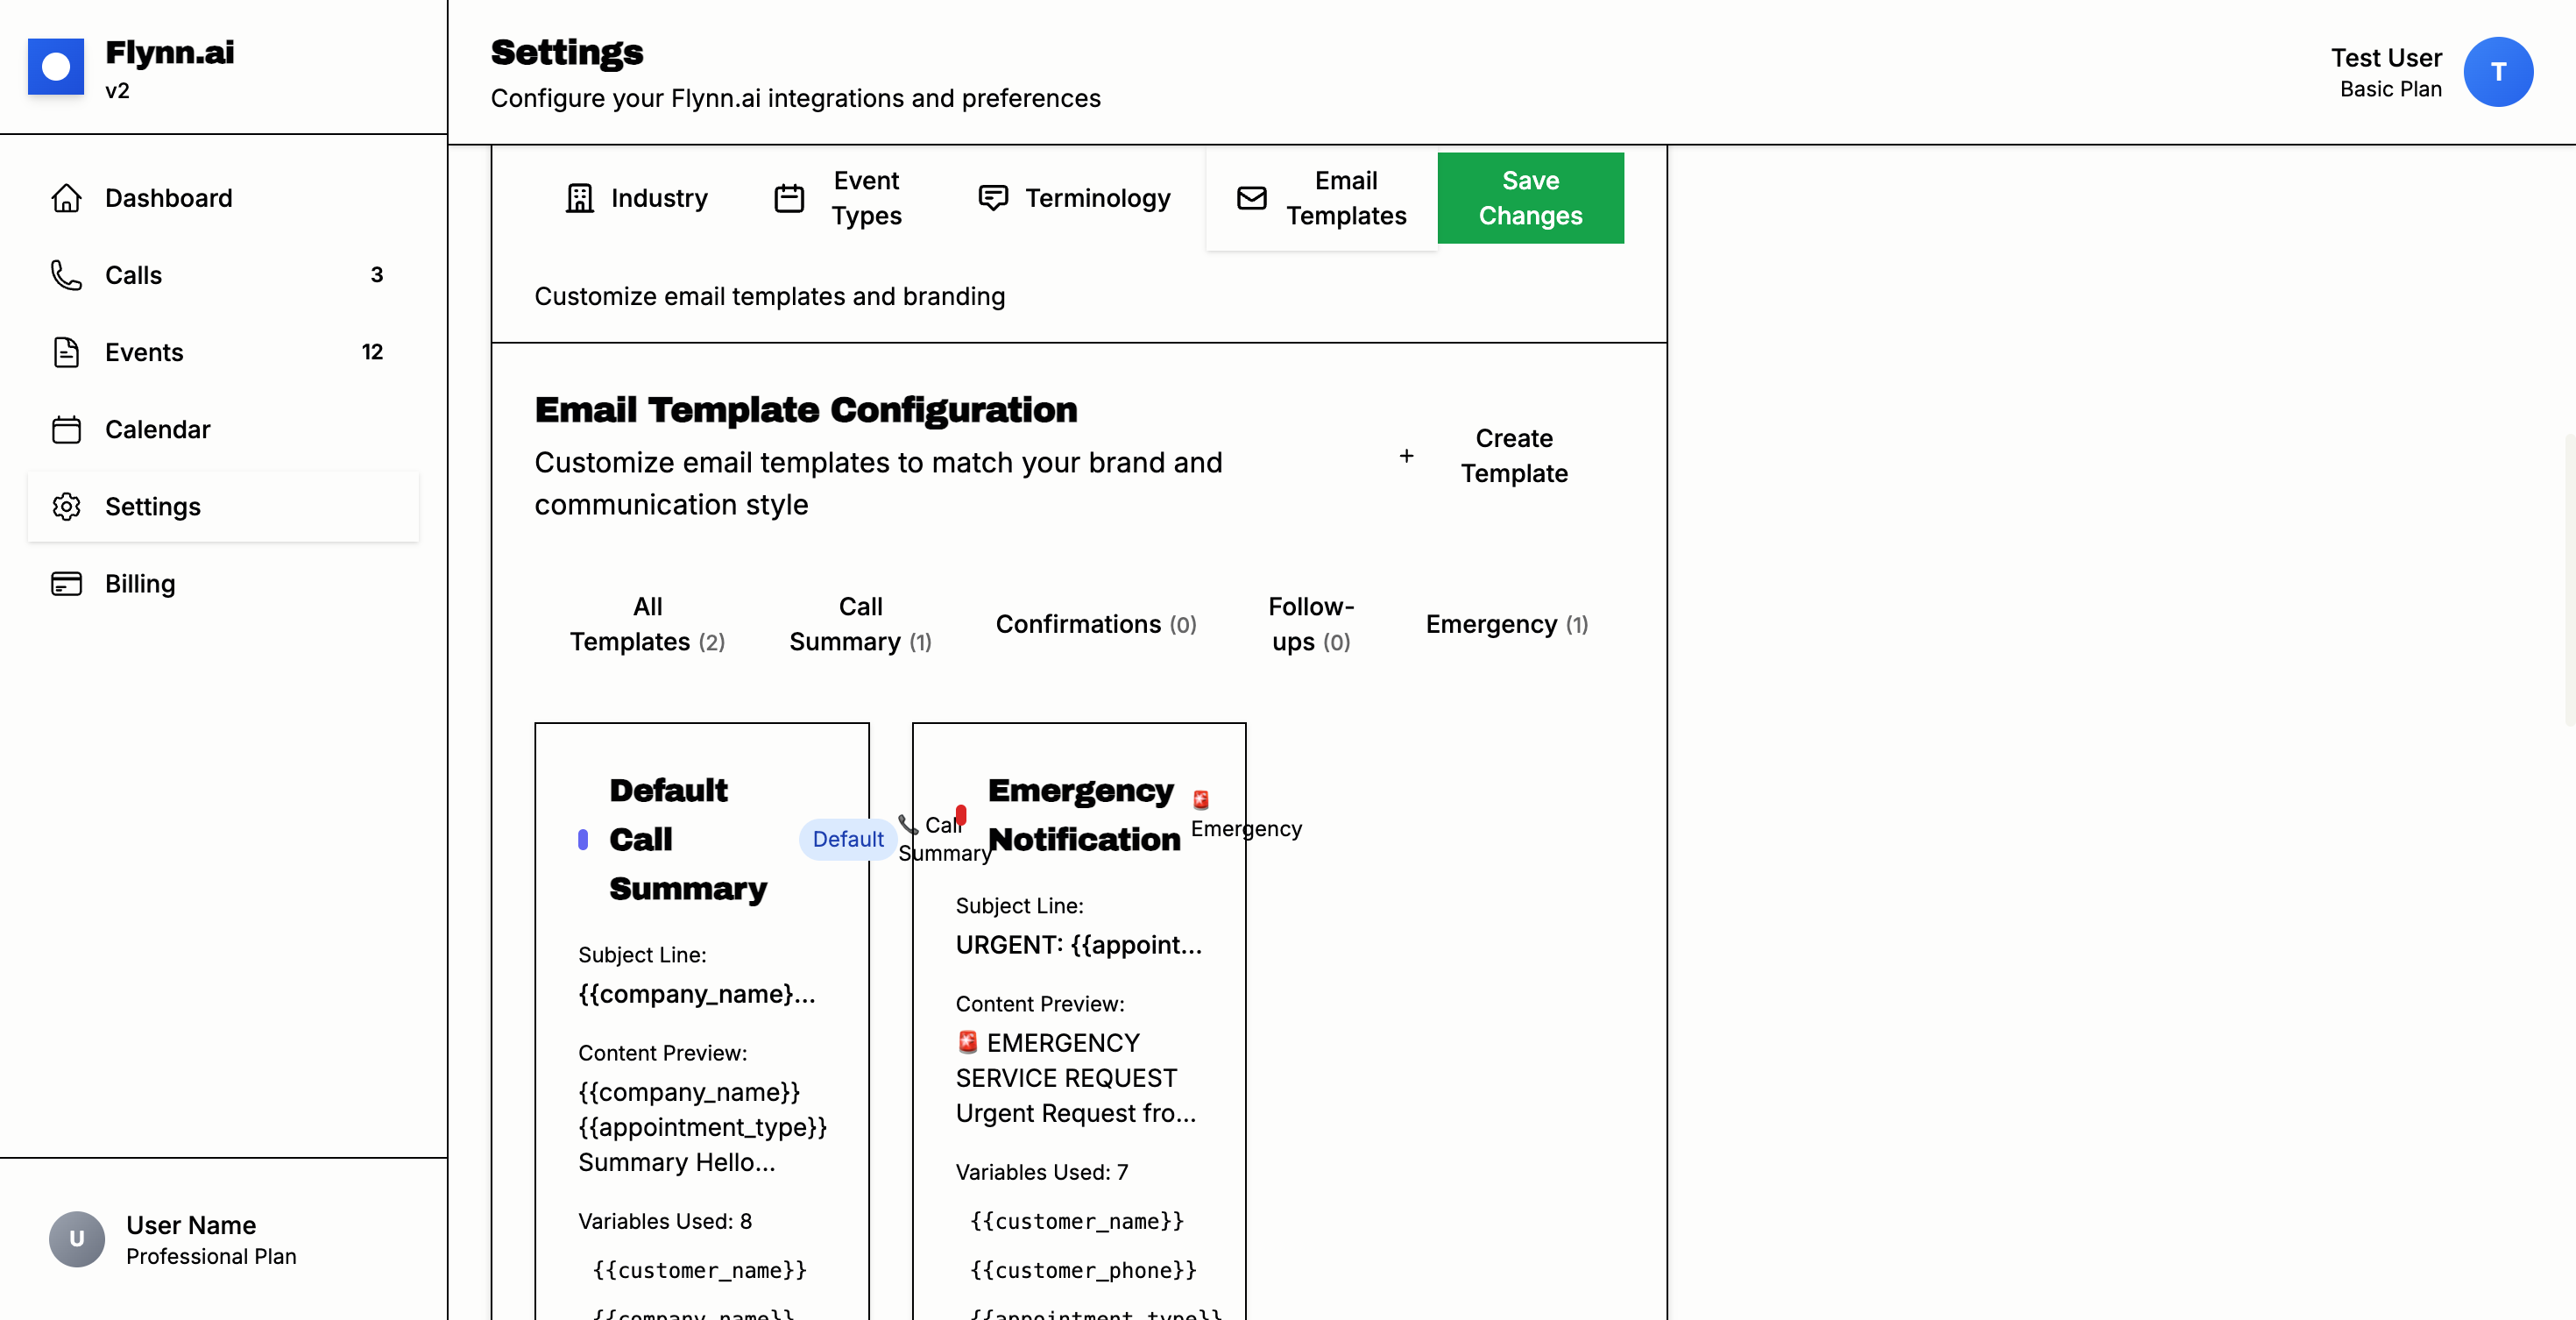 Flynn.ai
v2
Dashboard
Calls 3
Events 12
Calendar
Settings
Billing
User Name
Professional Plan
U
Settings
Configure your Flynn.ai integrations and preferences
Test User
Basic Plan
T
Industry
Event
Types
Terminology
Email
Templates
Save
Changes
Customize email templates and branding
Email Template Configuration
Customize email templates to match your brand and
communication style
+ Create
Template
All
Templates (2)
Call
Summary (1)
Confirmations (0)
Follow-
ups (0)
Emergency (1)
Default
Call
Summary
Default
📞 Call
Summary
Subject Line:
{{company_name}...
Content Preview:
{{company_name}}
{{appointment_type}}
Summary Hello...
Variables Used: 8
{{customer_name}}
{{company_name}}
Emergency
Notification
🚨
Emergency
Subject Line:
URGENT: {{appoint...
Content Preview:
🚨 EMERGENCY
SERVICE REQUEST
Urgent Request fro...
Variables Used: 7
{{customer_name}}
{{customer_phone}}
{{appointment_type}}